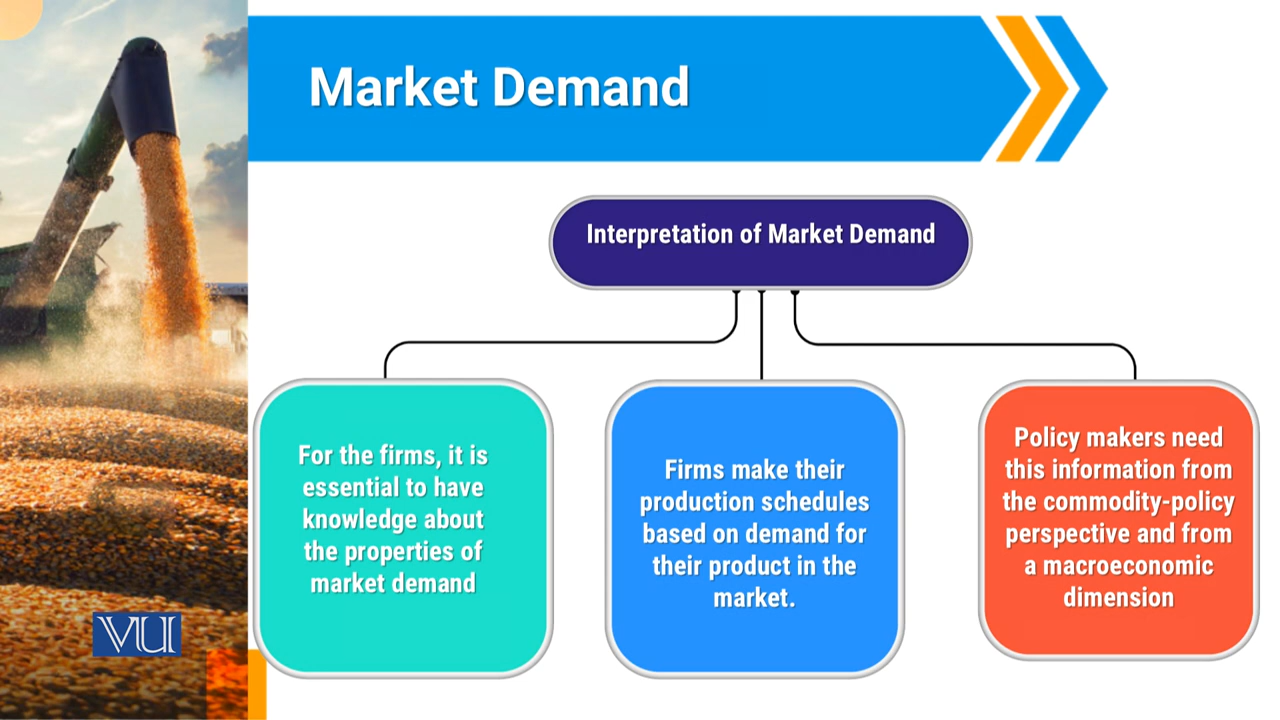 Market Demand
Interpretation of Market Demand
For the firms, it is
essential to have
knowledge about
the properties of
market demand
Firms make their
production schedules
based on demand for
their product in the
market.
Policy makers need
this information from
the commodity-policy
perspective and from
a macroeconomic
dimension
VU